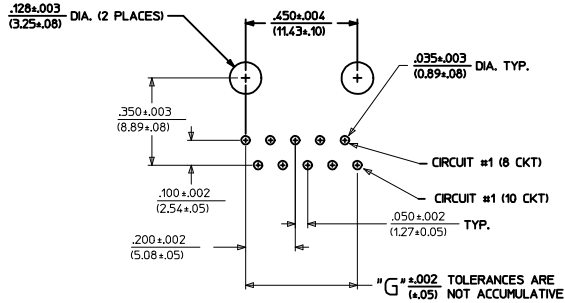 .128±.003 DIA. (2 PLACES)
(3.25±.08)
.450±.004
(11.43±.10)
.035±.003 DIA. TYP.
(0.89±.08)
.350±.003
(8.89±.08)
CIRCUIT #1 (8 CKT)
.100±.002
(2.54±.05)
CIRCUIT #1 (10 CKT)
.050±.002 TYP.
(1.27±0.05)
.200±.002
(5.08±.05)
"G" ±.002 TOLERANCES ARE
(±.05) NOT ACCUMULATIVE